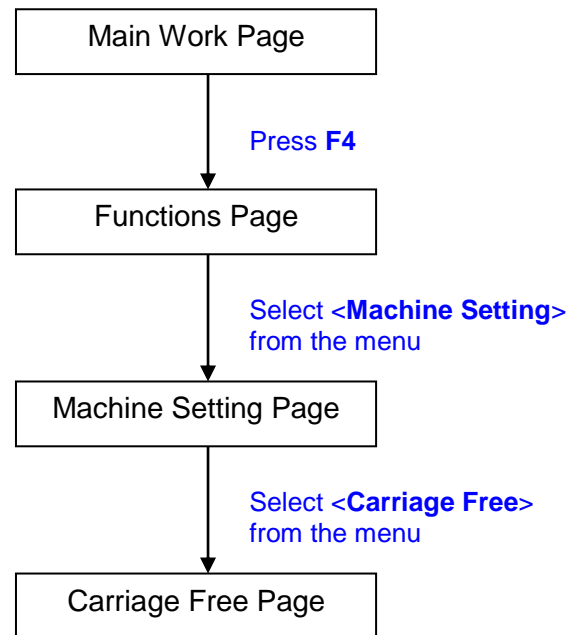 Main Work Page
Press F4
Functions Page
Select <Machine Setting>
from the menu
Machine Setting Page
Select <Carriage Free>
from the menu
Carriage Free Page